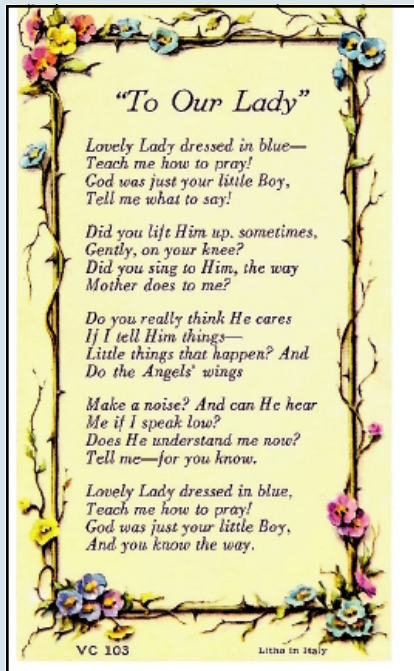 "To Our Lady"
Lovely Lady dressed in blue—
Teach me how to pray!
God was just your little Boy,
Tell me what to say!
Did you lift Him up. sometimes,
Gently, on your knee?
Did you sing to Him, the way
Mother does to me?
Do you really think He cares
If I tell Him things—
Little things that happen? And
Do the Angels' wings
Make a noise? And can He hear
Me if I speak low?
Does He understand me now?
Tell me—for you know.
Lovely Lady dressed in blue,
Teach me how to pray!
God was just your little Boy,
And you know the way.
VC 103
Litho in Italy